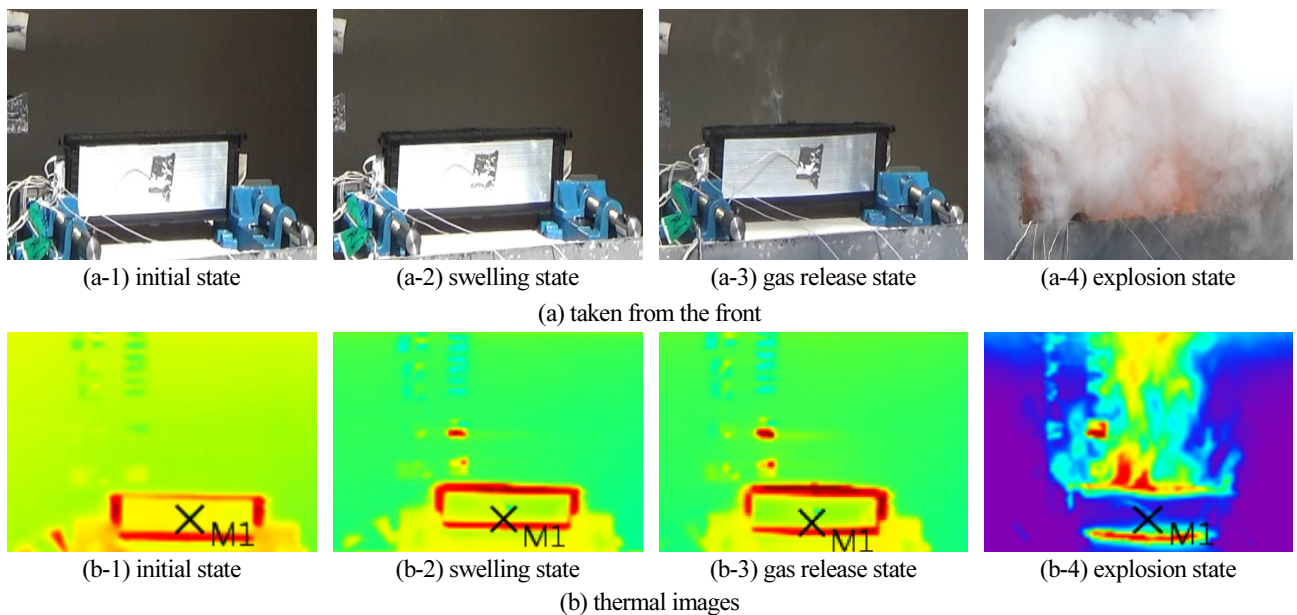 (a-1) initial state
(a-2) swelling state
(a-3) gas release state
(a-4) explosion state
(a) taken from the front
M1
M1
M1
M1
(b-1) initial state
(b-2) swelling state
(b-3) gas release state
(b-4) explosion state
(b) thermal images